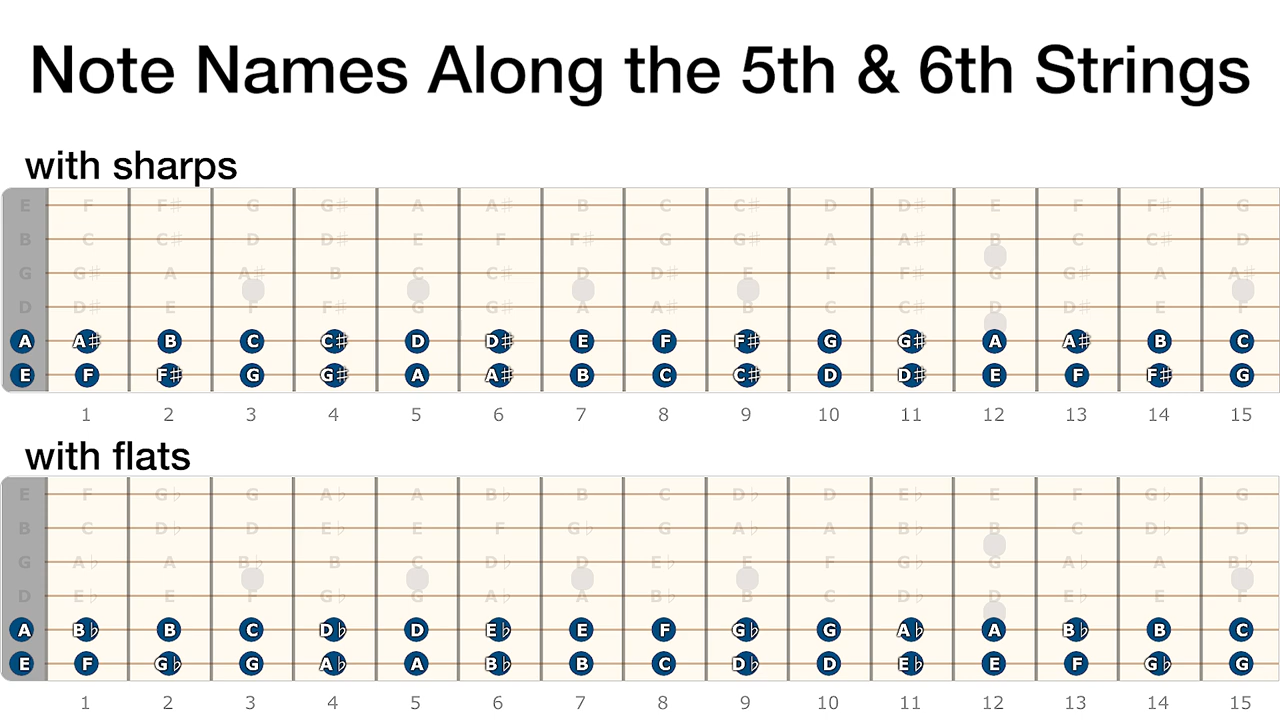 Note Names Along the 5th & 6th Strings
with sharps
E F F♯ G G♯ A A♯ B C C♯ D D♯ E F F♯ G
B C C♯ D D♯ E F F♯ G G♯ A A♯ B C C♯ D
G G♯ A A♯ B C C♯ D D♯ E F F♯ G G♯ A A♯
D D♯ E F F♯ G G♯ A A♯ B C C♯ D D♯ E F
A A♯ B C C♯ D D♯ E F F♯ G G♯ A A♯ B C
E F F♯ G G♯ A A♯ B C C♯ D D♯ E F F♯ G
1 2 3 4 5 6 7 8 9 10 11 12 13 14 15
with flats
E F G♭ G A♭ A B♭ B C D♭ D E♭ E F G♭ G
B C D♭ D E♭ E F G♭ G A♭ A B♭ B C D♭ D
G A♭ A B♭ B C D♭ D E♭ E F G♭ G A♭ A B♭
D E♭ E F G♭ G A♭ A B♭ B C D♭ D E♭ E F
A B♭ B C D♭ D E♭ E F G♭ G A♭ A B♭ B C
E F G♭ G A♭ A B♭ B C D♭ D E♭ E F G♭ G
1 2 3 4 5 6 7 8 9 10 11 12 13 14 15